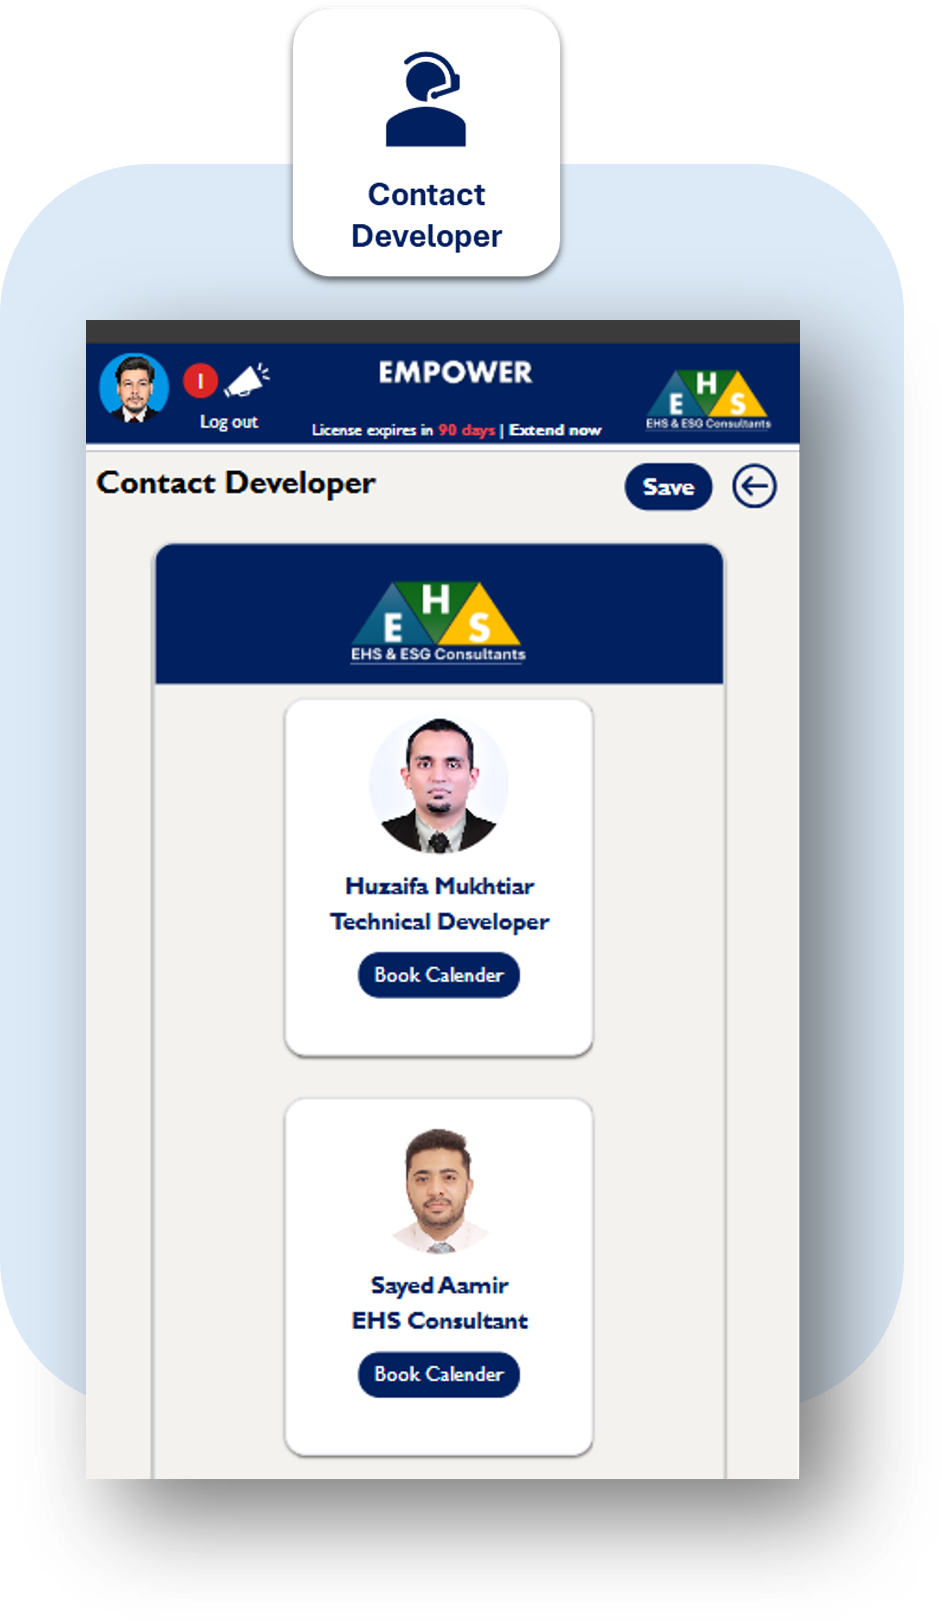 Contact
Developer
EMPOWER
1
Log out
License expires in 90 days | Extend now
E H S
EHS & ESG Consultants
Contact Developer
Save
E H S
EHS & ESG Consultants
Huzaifa Mukhtiar
Technical Developer
Book Calender
Sayed Aamir
EHS Consultant
Book Calender